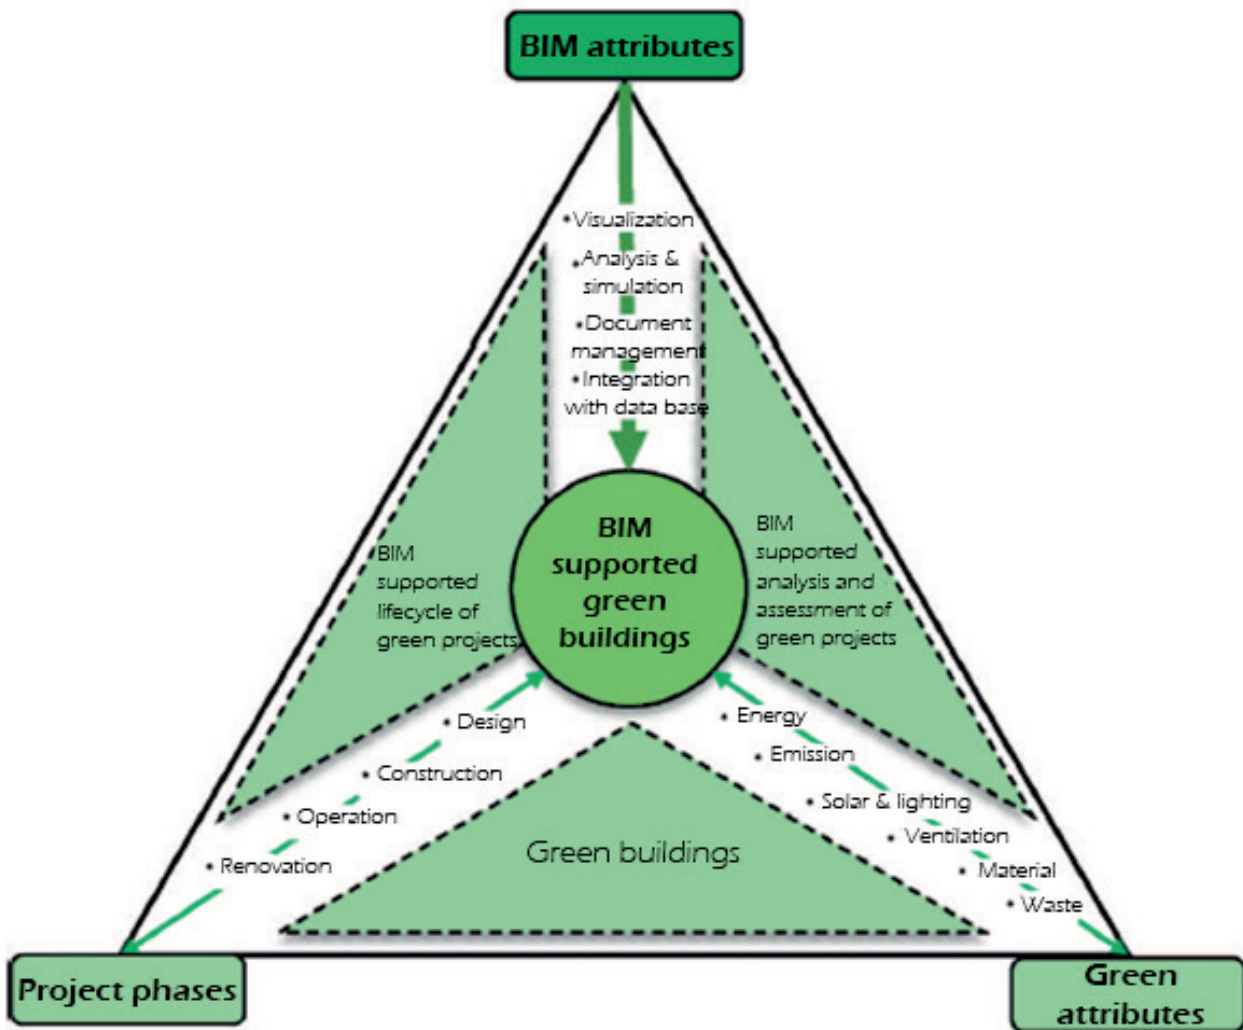 BIM attributes
•Visualization
•Analysis &
simulation
•Document
management
•Integration
with data base
BIM
supported
green
buildings
BIM
supported
lifecycle of
green projects
BIM
supported
analysis and
assessment of
green projects
•Design
•Construction
•Operation
•Renovation
•Energy
•Emission
•Solar & lighting
•Ventilation
•Material
•Waste
Green buildings
Project phases
Green
attributes